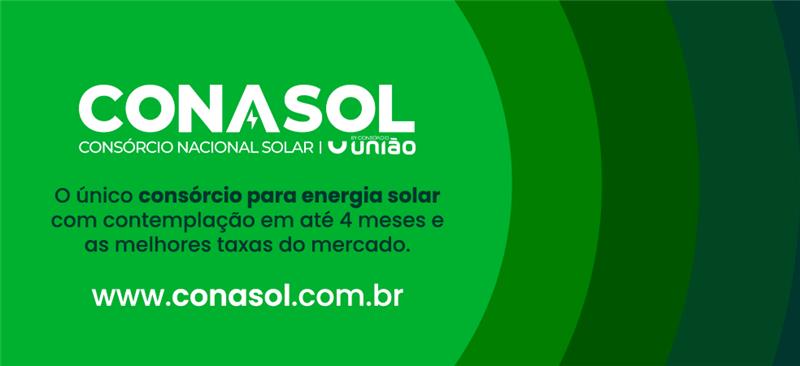 CONASOL
CONSÓRCIO NACIONAL SOLAR | BY CONSÓRCIO união
O único consórcio para energia solar
com contemplação em até 4 meses e
as melhores taxas do mercado.
www.conasol.com.br